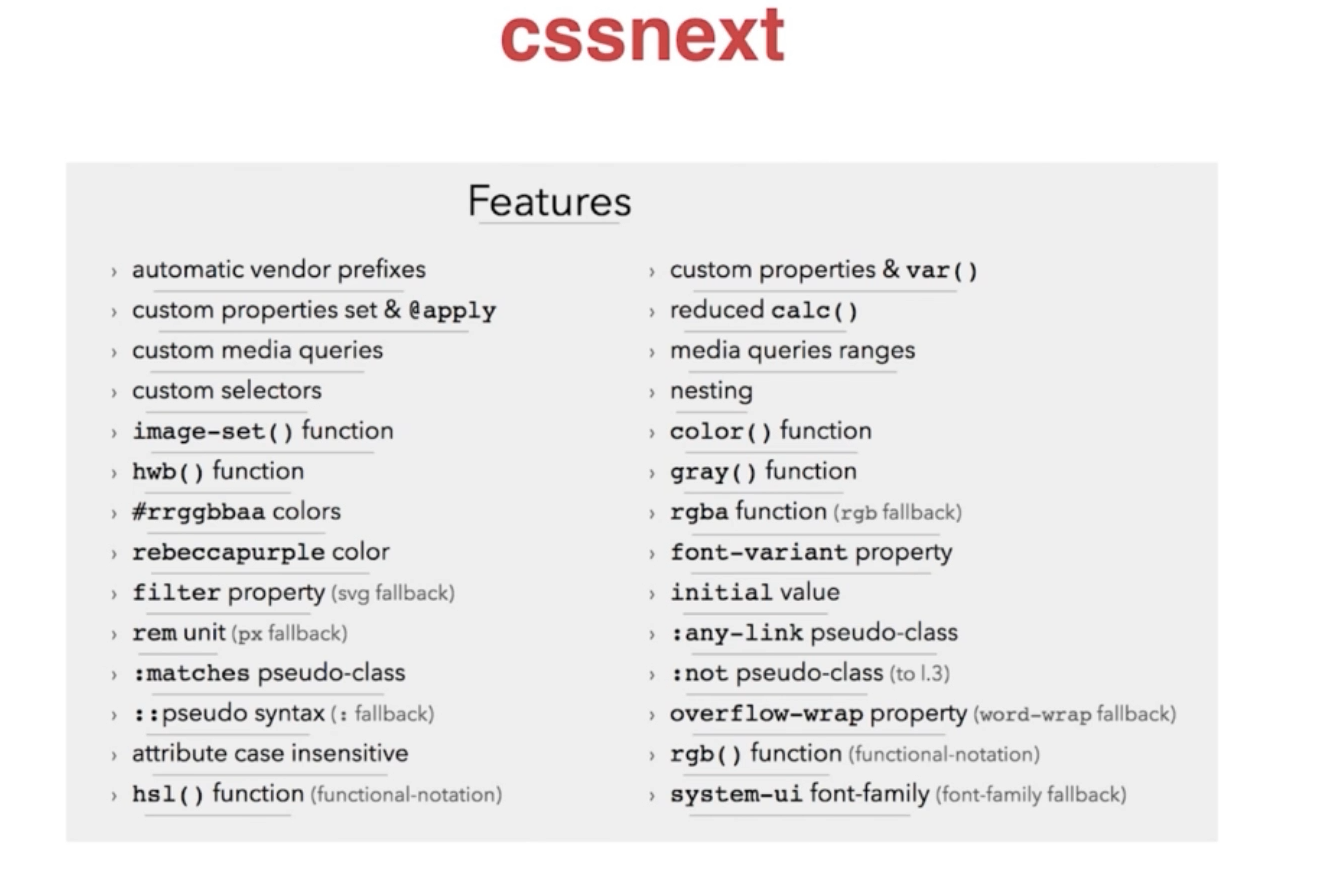 cssnext
Features
› automatic vendor prefixes
› custom properties set & @apply
› custom media queries
› custom selectors
› image-set() function
› hwb() function
› #rrggbbaa colors
› rebeccapurple color
› filter property (svg fallback)
› rem unit (px fallback)
› :matches pseudo-class
› ::pseudo syntax (: fallback)
› attribute case insensitive
› hsl() function (functional-notation)
› custom properties & var()
› reduced calc()
› media queries ranges
› nesting
› color() function
› gray() function
› rgba function (rgb fallback)
› font-variant property
› initial value
› :any-link pseudo-class
› :not pseudo-class (to l.3)
› overflow-wrap property (word-wrap fallback)
› rgb() function (functional-notation)
› system-ui font-family (font-family fallback)